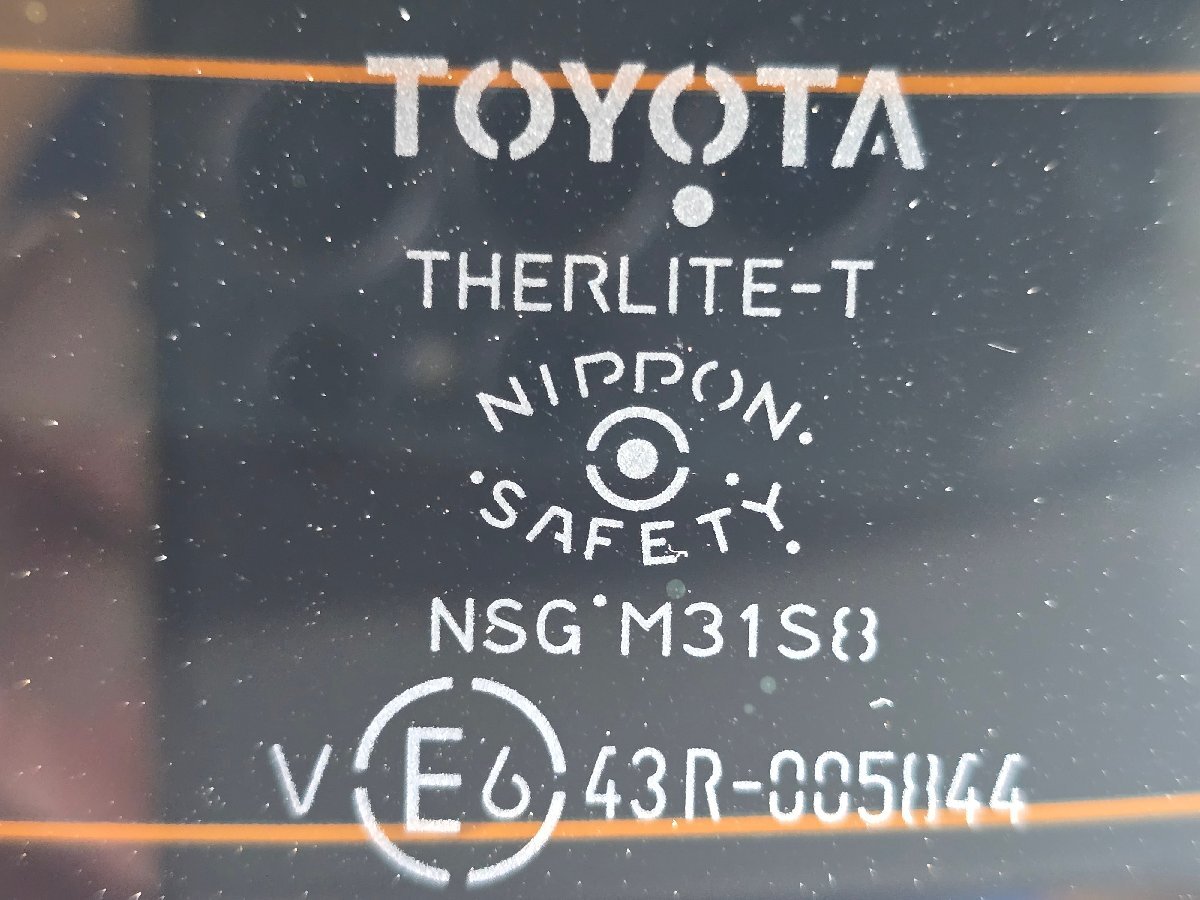 TOYOTA
THERLITE-T
NIPPON
SAFETY
NSG M31S8
V E6 43R-005844